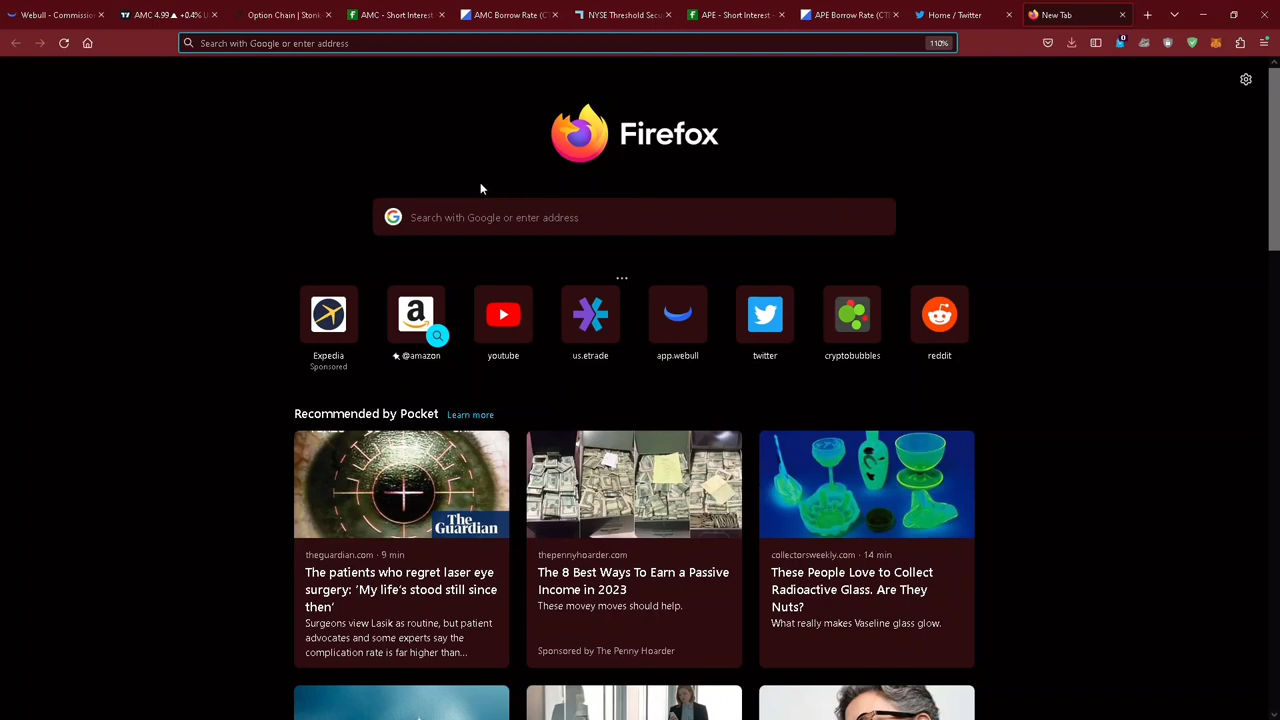 Webull - Commission
AMC 4.99 ▲ +0.4%
Option Chain | Stonk
AMC - Short Interest
AMC Borrow Rate (CT
NYSE Threshold Secu
APE - Short Interest -
APE Borrow Rate (CT
Home / Twitter
New Tab
Search with Google or enter address
110%
0
Firefox
Search with Google or enter address
a
Expedia
Sponsored
@amazon
youtube
us.etrade
app.webull
twitter
cryptobubbles
reddit
Recommended by Pocket Learn more
The
Guardian
theguardian.com · 9 min
The patients who regret laser eye
surgery: ‘My life’s stood still since
then’
Surgeons view Lasik as routine, but patient
advocates and some experts say the
complication rate is far higher than…
thepennyhoarder.com
The 8 Best Ways To Earn a Passive
Income in 2023
These movey moves should help.
Sponsored by The Penny Hoarder
collectorsweekly.com · 14 min
These People Love to Collect
Radioactive Glass. Are They
Nuts?
What really makes Vaseline glass glow.